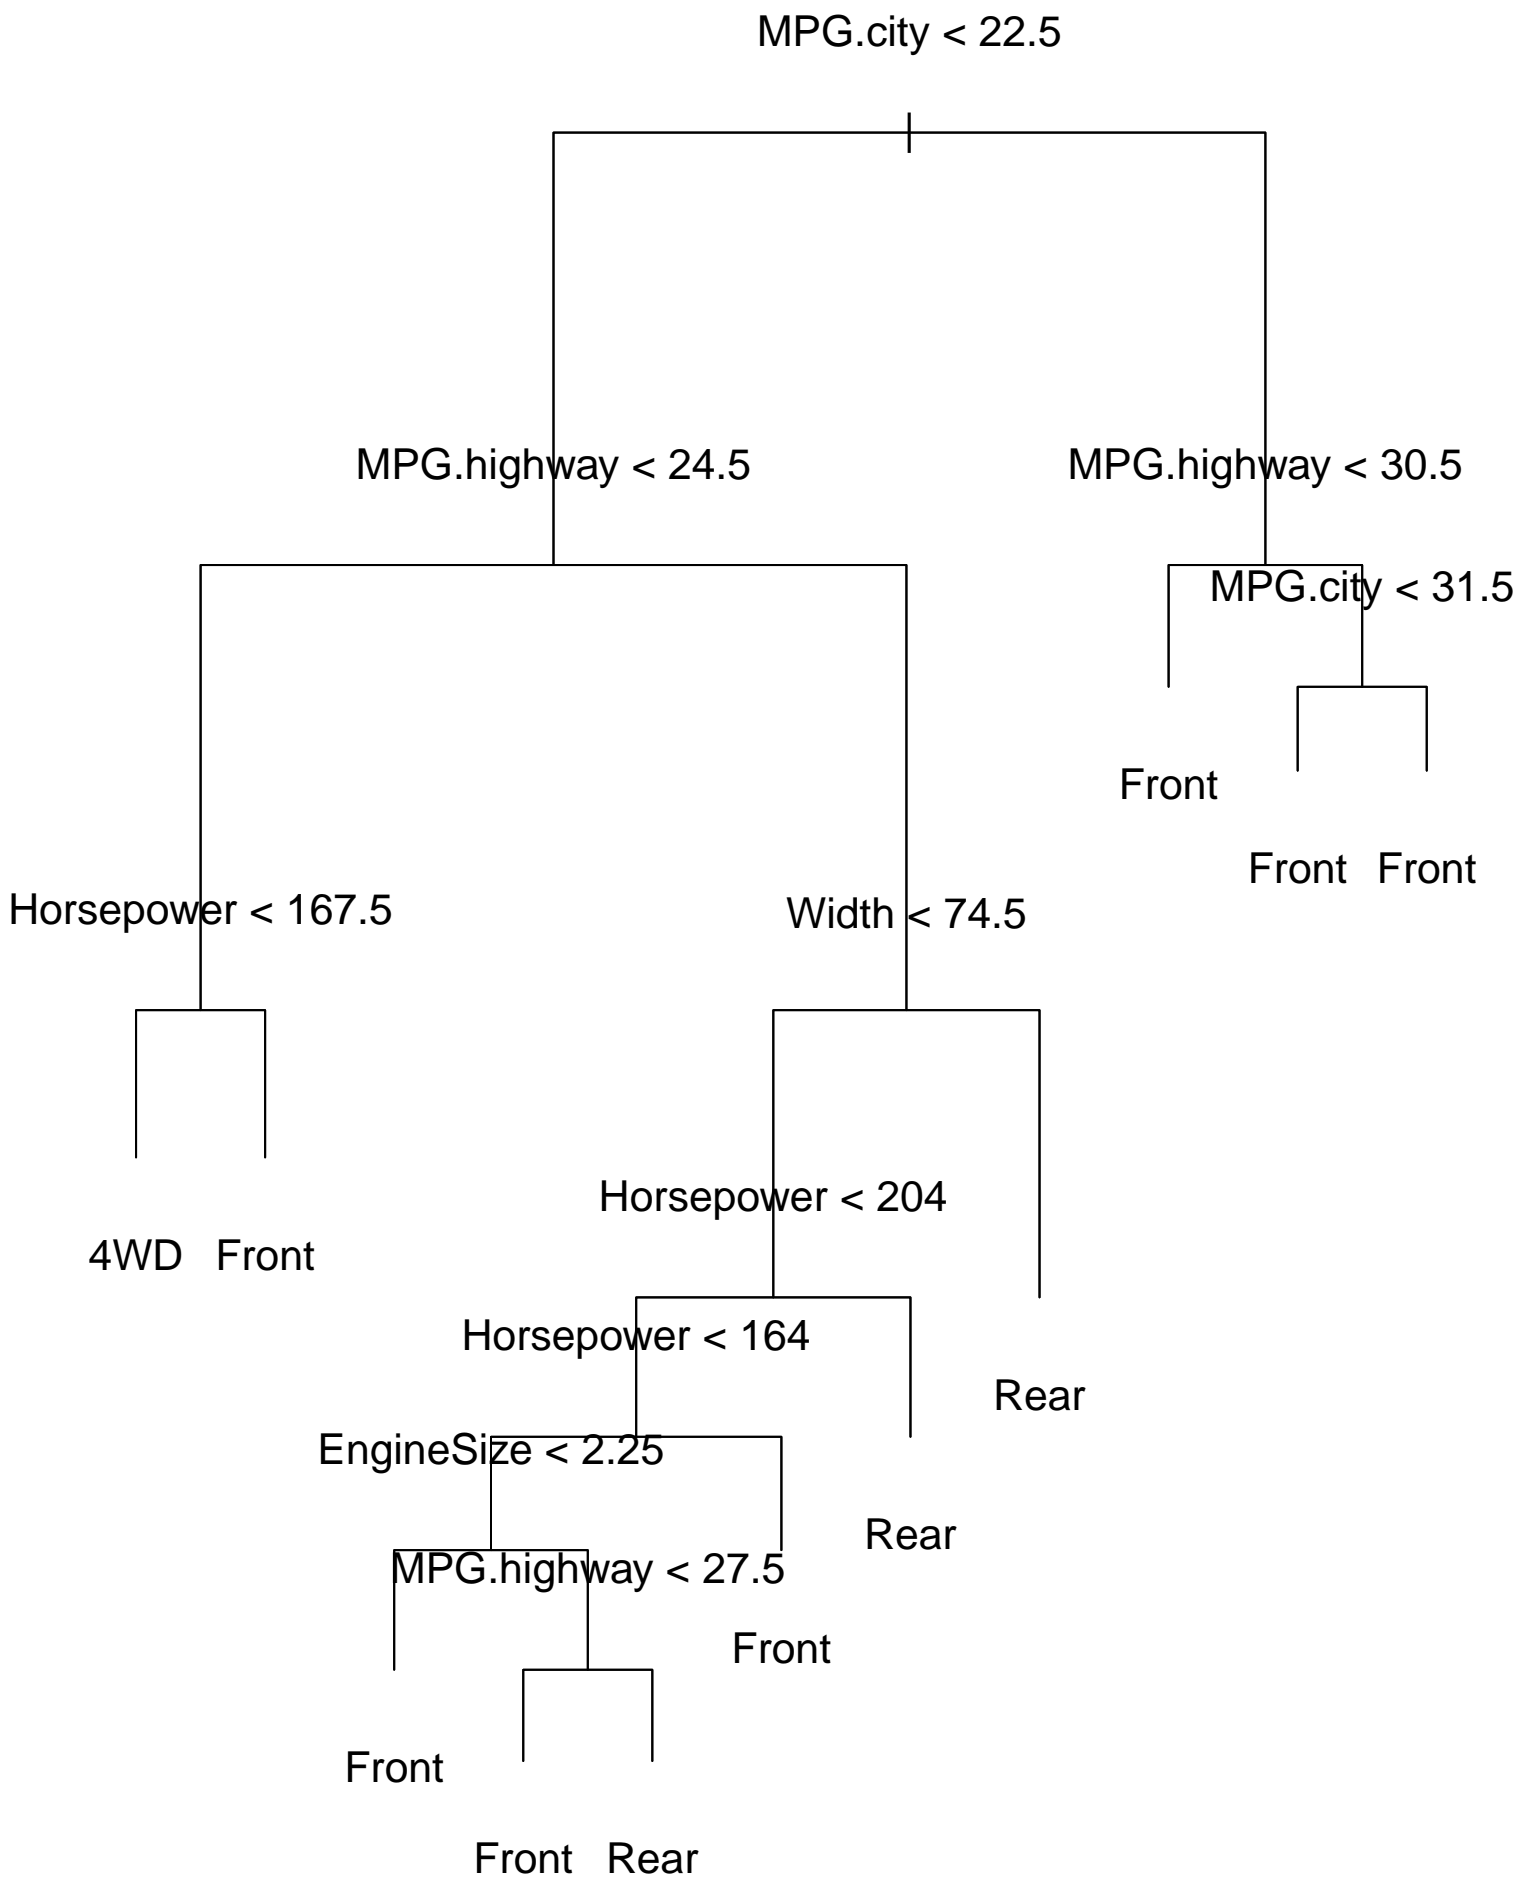 MPG.city < 22.5
MPG.highway < 24.5
MPG.highway < 30.5
MPG.city < 31.5
Front
Front Front
Horsepower < 167.5
Width < 74.5
Horsepower < 204
4WD Front
Horsepower < 164
Rear
EngineSize < 2.25
Rear
MPG.highway < 27.5
Front
Front
Front Rear